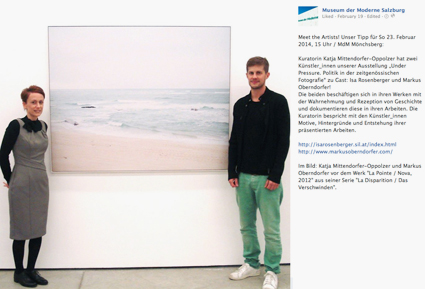 Museum der Moderne Salzburg
Liked · February 19 · Edited ·
Meet the Artists! Unser Tipp für So 23. Februar
2014, 15 Uhr / MdM Mönchsberg:
Kuratorin Katja Mittendorfer-Oppolzer hat zwei
Künstler_innen unserer Ausstellung „Under
Pressure. Politik in der zeitgenössischen
Fotografie" zu Gast: Isa Rosenberger und Markus
Oberndorfer!
Die beiden beschäftigen sich in ihren Werken mit
der Wahrnehmung und Rezeption von Geschichte
und dokumentieren diese in ihren Arbeiten. Die
Kuratorin bespricht mit den Künstler_innen
Motive, Hintergründe und Entstehung ihrer
präsentierten Arbeiten.
http://isarosenberger.sil.at/index.html
http://www.markusoberndorfer.com/
Im Bild: Katja Mittendorfer-Oppolzer und Markus
Oberndorfer vor dem Werk "La Pointe / Nova,
2012" aus seiner Serie "La Disparition / Das
Verschwinden".